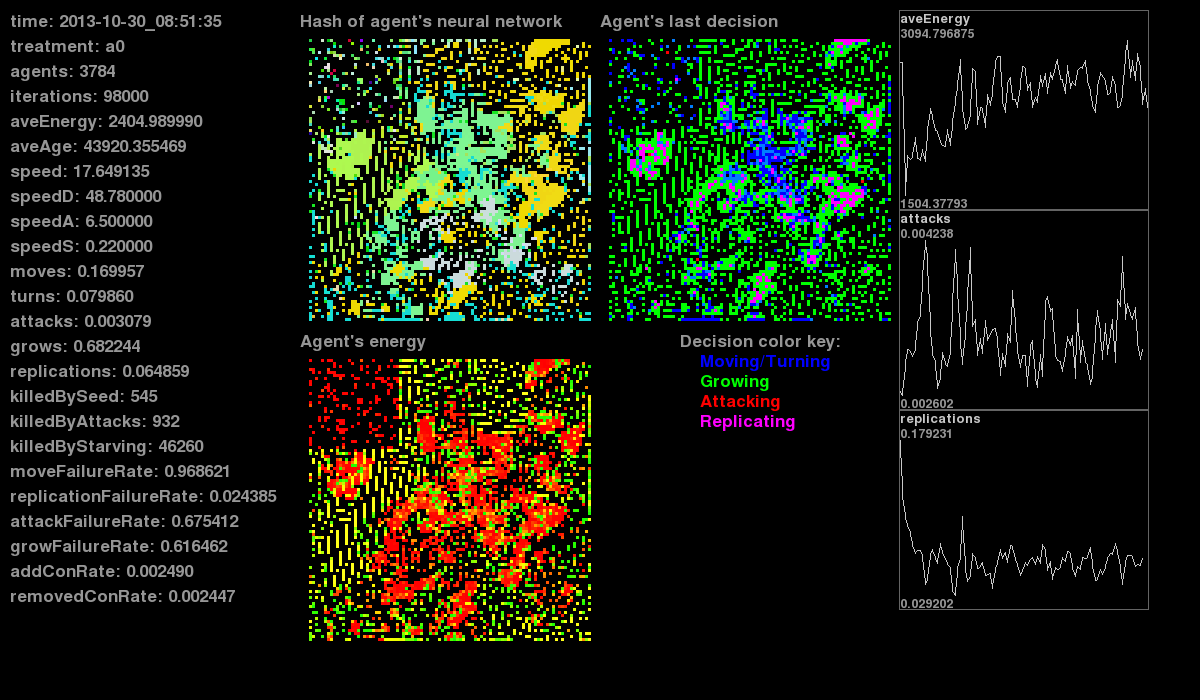 time: 2013-10-30_08:51:35
treatment: a0
agents: 3784
iterations: 98000
aveEnergy: 2404.989990
aveAge: 43920.355469
speed: 17.649135
speedD: 48.780000
speedA: 6.500000
speedS: 0.220000
moves: 0.169957
turns: 0.079860
attacks: 0.003079
grows: 0.682244
replications: 0.064859
killedBySeed: 545
killedByAttacks: 932
killedByStarving: 46260
moveFailureRate: 0.968621
replicationFailureRate: 0.024385
attackFailureRate: 0.675412
growFailureRate: 0.616462
addConRate: 0.002490
removedConRate: 0.002447
Hash of agent's neural network
Agent's last decision
Agent's energy
Decision color key:
Moving/Turning
Growing
Attacking
Replicating
aveEnergy
3094.796875
1504.37793
attacks
0.004238
0.002602
replications
0.179231
0.029202